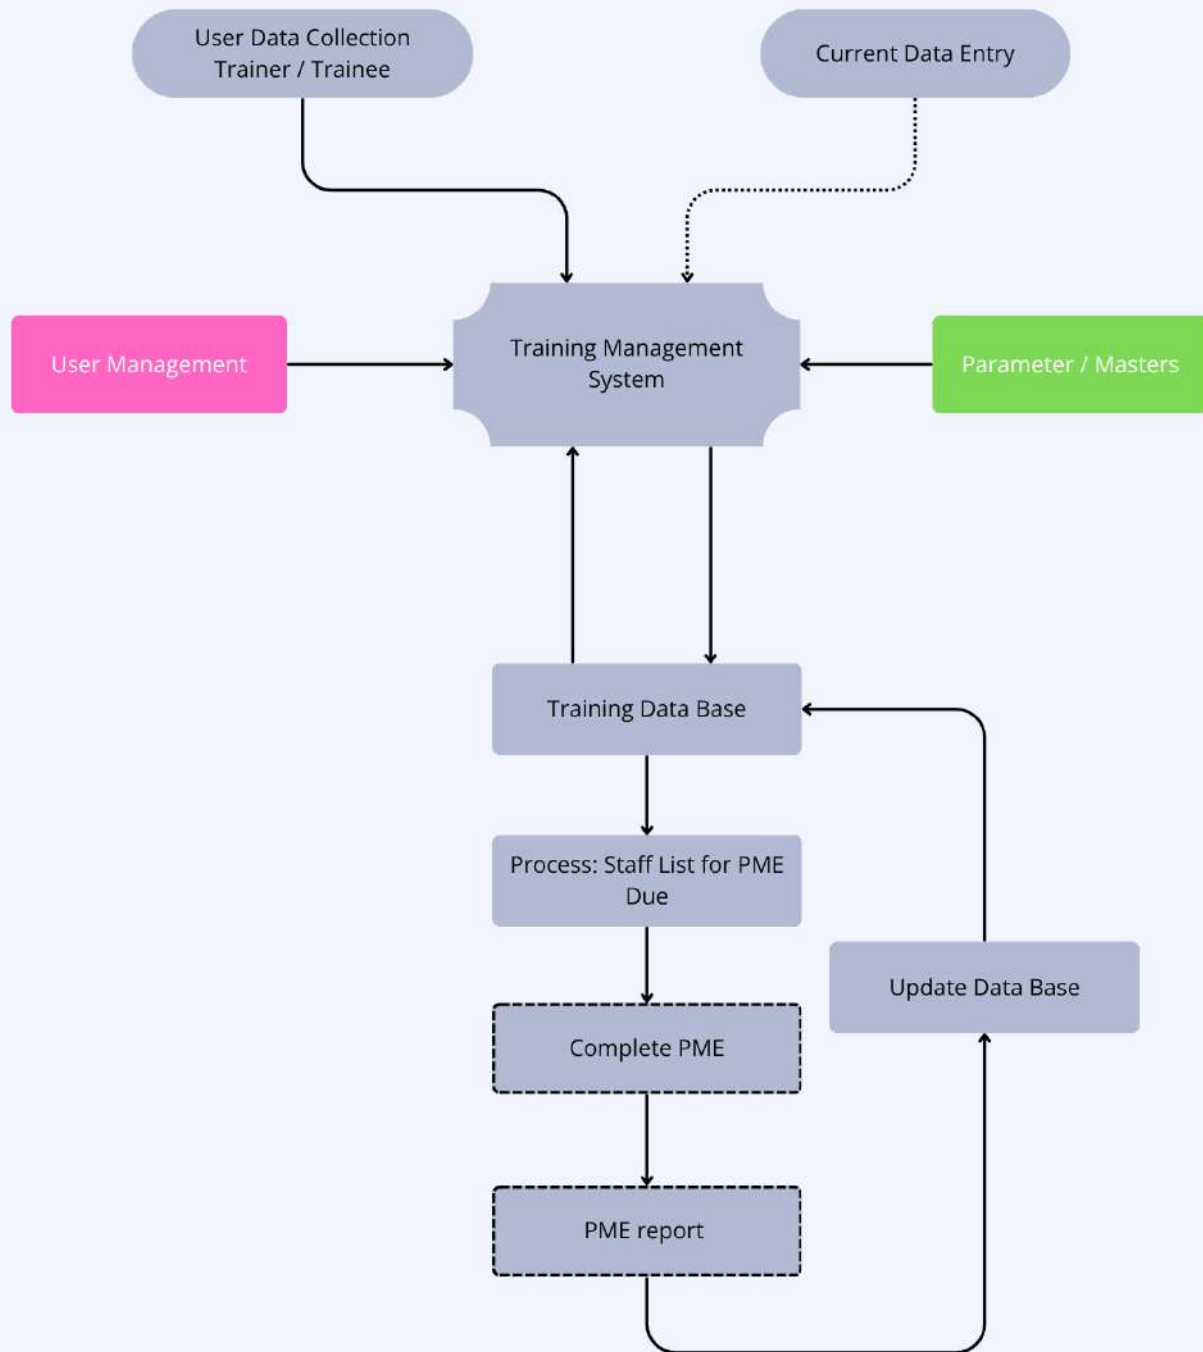 User Data Collection
Trainer / Trainee
Current Data Entry
User Management
Training Management
System
Parameter / Masters
Training Data Base
Process: Staff List for PME
Due
Update Data Base
Complete PME
PME report